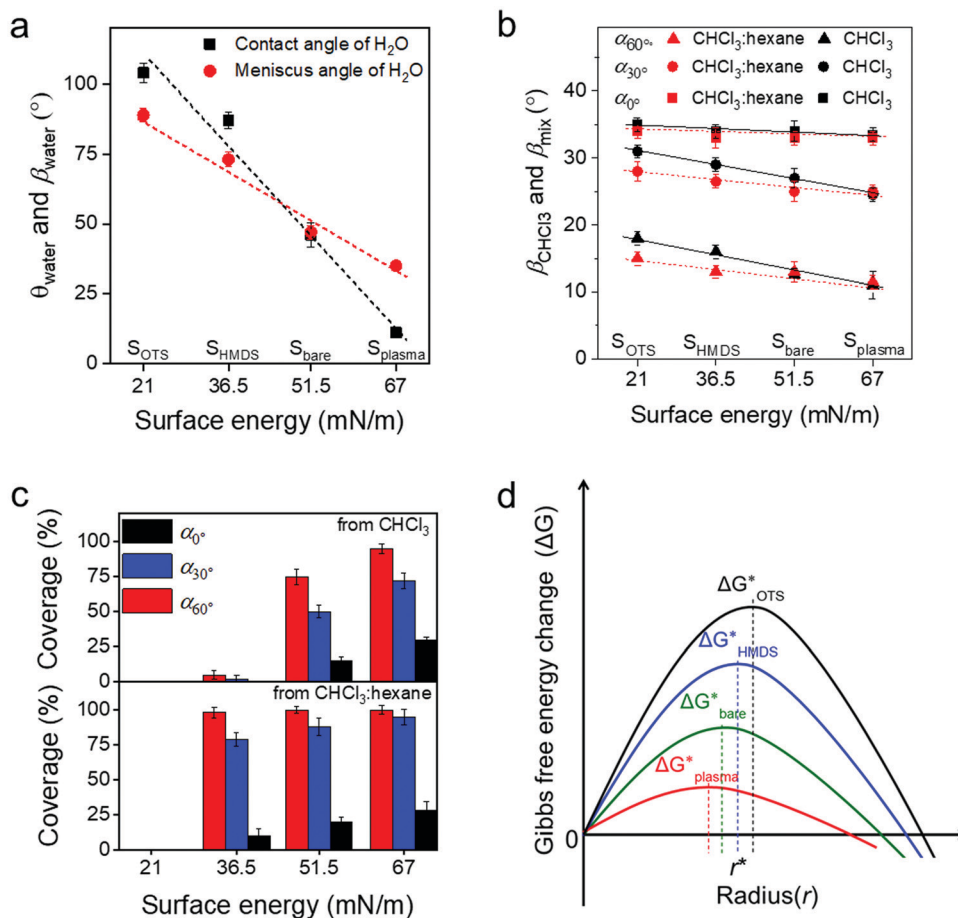 a
θwater and βwater (°)
100
75
50
25
0
Contact angle of H2O
Meniscus angle of H2O
SOTS
SHMDS
Sbare
Splasma
21
36.5
51.5
67
Surface energy (mN/m)
b
βCHCl3 and βmix (°)
40
30
20
10
0
α60° CHCl3:hexane CHCl3
α30° CHCl3:hexane CHCl3
α0° CHCl3:hexane CHCl3
SOTS
SHMDS
Sbare
Splasma
21
36.5
51.5
67
Surface energy (mN/m)
c
Coverage (%)
100
75
50
25
0
α0°
α30°
α60°
from CHCl3
Coverage (%)
100
75
50
25
0
from CHCl3:hexane
21
36.5
51.5
67
Surface energy (mN/m)
d
Gibbs free energy change (ΔG)
ΔG*OTS
ΔG*HMDS
ΔG*bare
ΔG*plasma
0
r*
Radius(r)